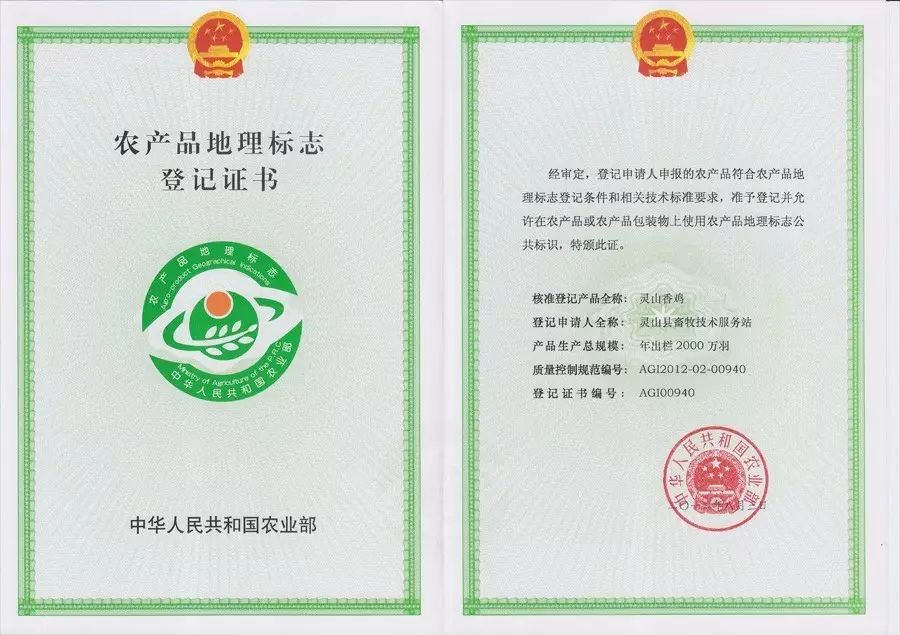 农产品地理标志
登记证书
农产品地理标志
Agro-product Geographical Indications
Ministry of Agriculture of the P.R.C
中华人民共和国农业部
中华人民共和国农业部
经审定，登记申请人申报的农产品符合农产品地
理标志登记条件和相关技术标准要求，准予登记并允
许在农产品或农产品包装物上使用农产品地理标志公
共标识，特颁此证。
核准登记产品全称： 灵山香鸡
登记申请人全称： 灵山县畜牧技术服务站
产品生产总规模： 年出栏2000万羽
质量控制规范编号： AGI2012-02-00940
登记证书编号： AGI00940
中华人民共和国农业部